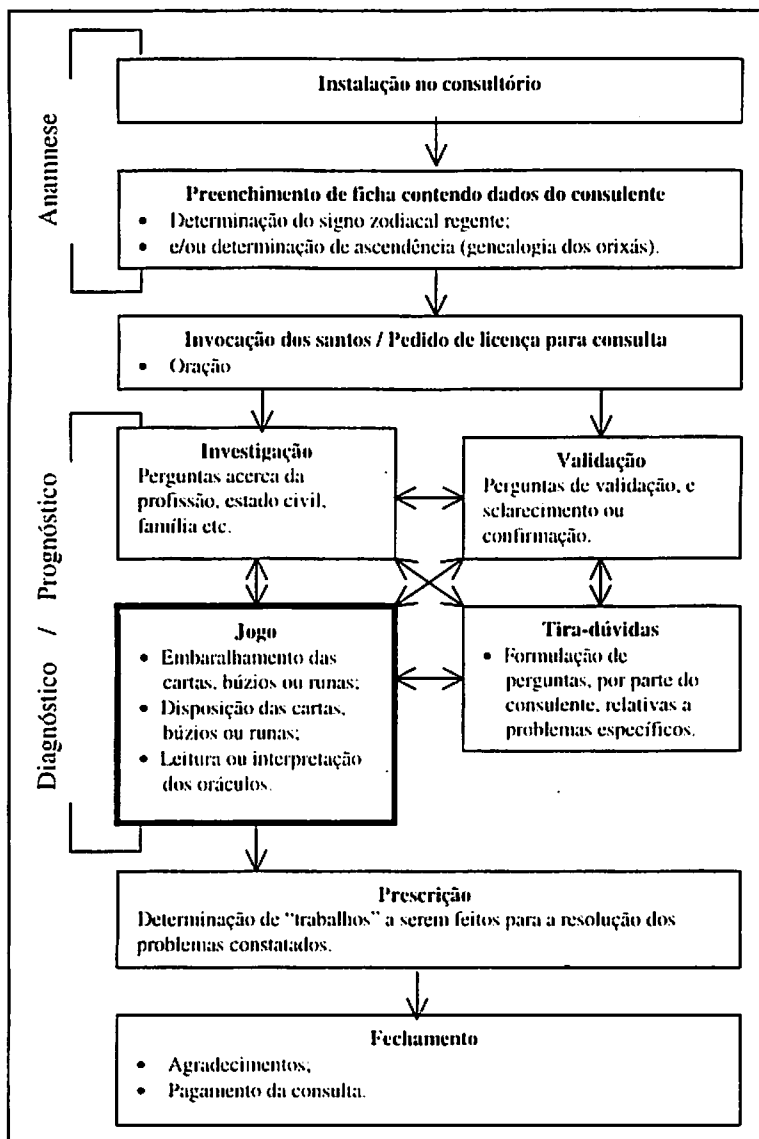 Anamnese
Instalação no consultório
Preenchimento de ficha contendo dados do consulente
• Determinação do signo zodiacal regente;
• e/ou determinação de ascendência (genealogia dos orixás).
Invocação dos santos / Pedido de licença para consulta
• Oração
Diagnóstico / Prognóstico
Investigação
Perguntas acerca da
profissão, estado civil,
família etc.
Validação
Perguntas de validação, e
sclarecimento ou
confirmação.
Jogo
• Embaralhamento das
cartas, búzios ou runas;
• Disposição das cartas,
búzios ou runas;
• Leitura ou interpretação
dos oráculos.
Tira-dúvidas
• Formulação de
perguntas, por parte do
consulente, relativas a
problemas específicos.
Prescrição
Determinação de “trabalhos” a serem feitos para a resolução dos
problemas constatados.
Fechamento
• Agradecimentos;
• Pagamento da consulta.